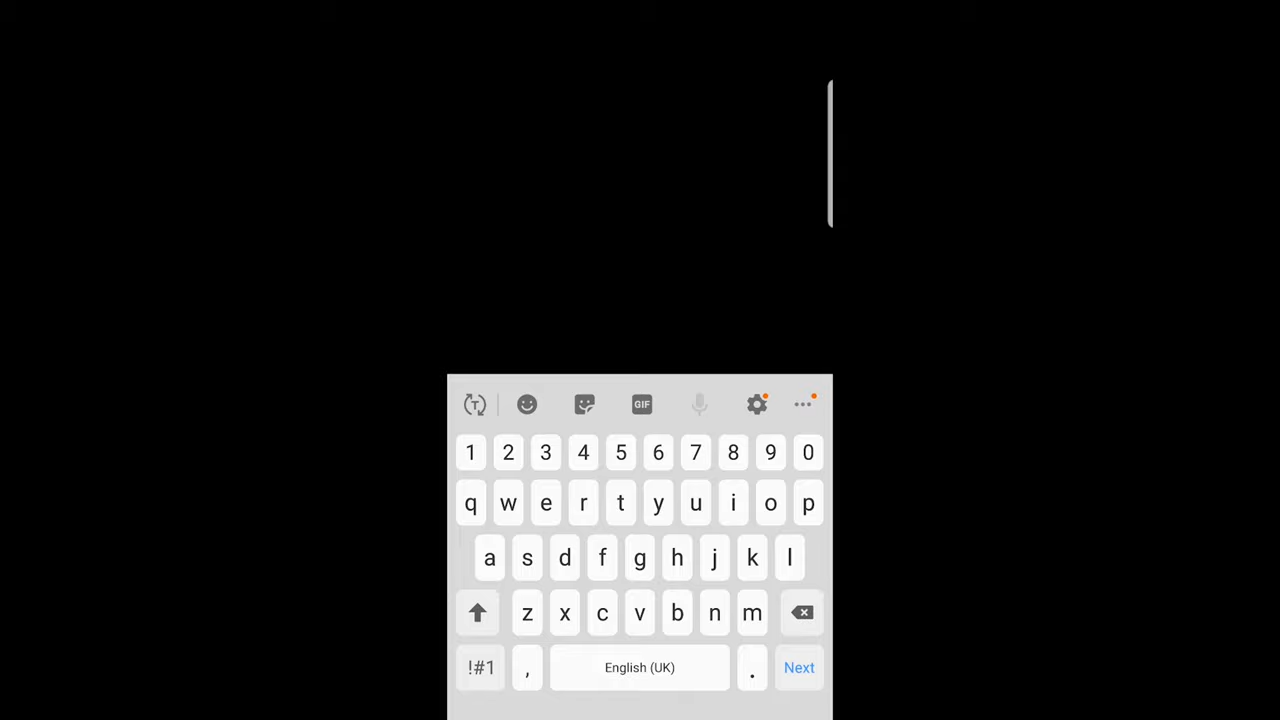 T GIF
1 2 3 4 5 6 7 8 9 0
q w e r t y u i o p
a s d f g h j k l
z x c v b n m
!#1 , English (UK) . Next